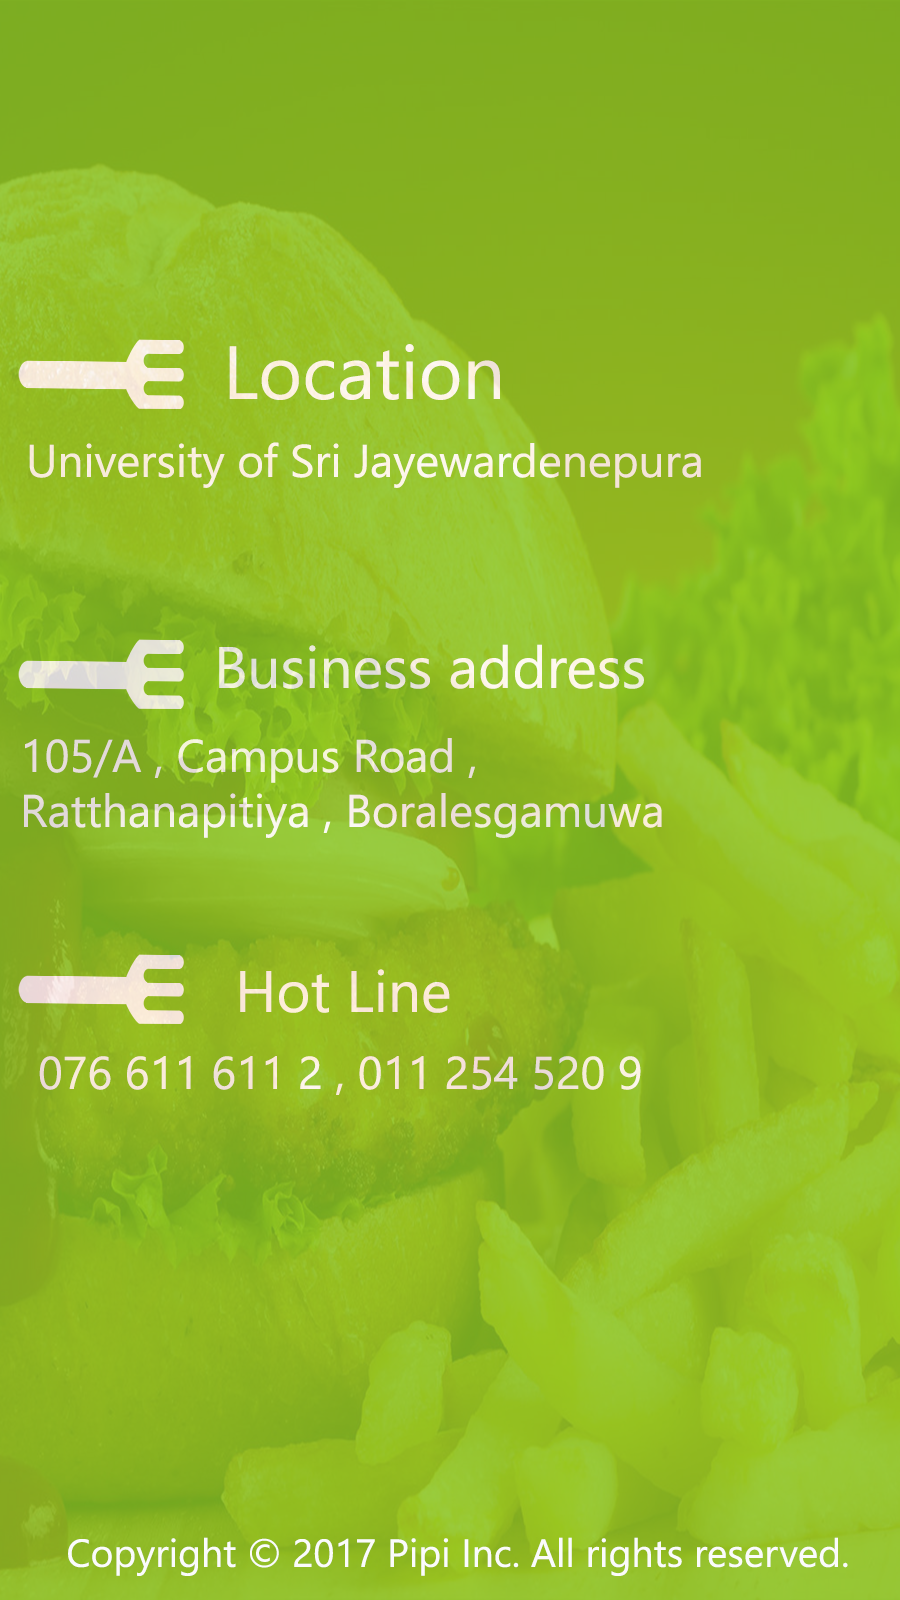 Location
University of Sri Jayewardenepura
Business address
105/A , Campus Road ,
Ratthanapitiya , Boralesgamuwa
Hot Line
076 611 611 2 , 011 254 520 9
Copyright © 2017 Pipi Inc. All rights reserved.